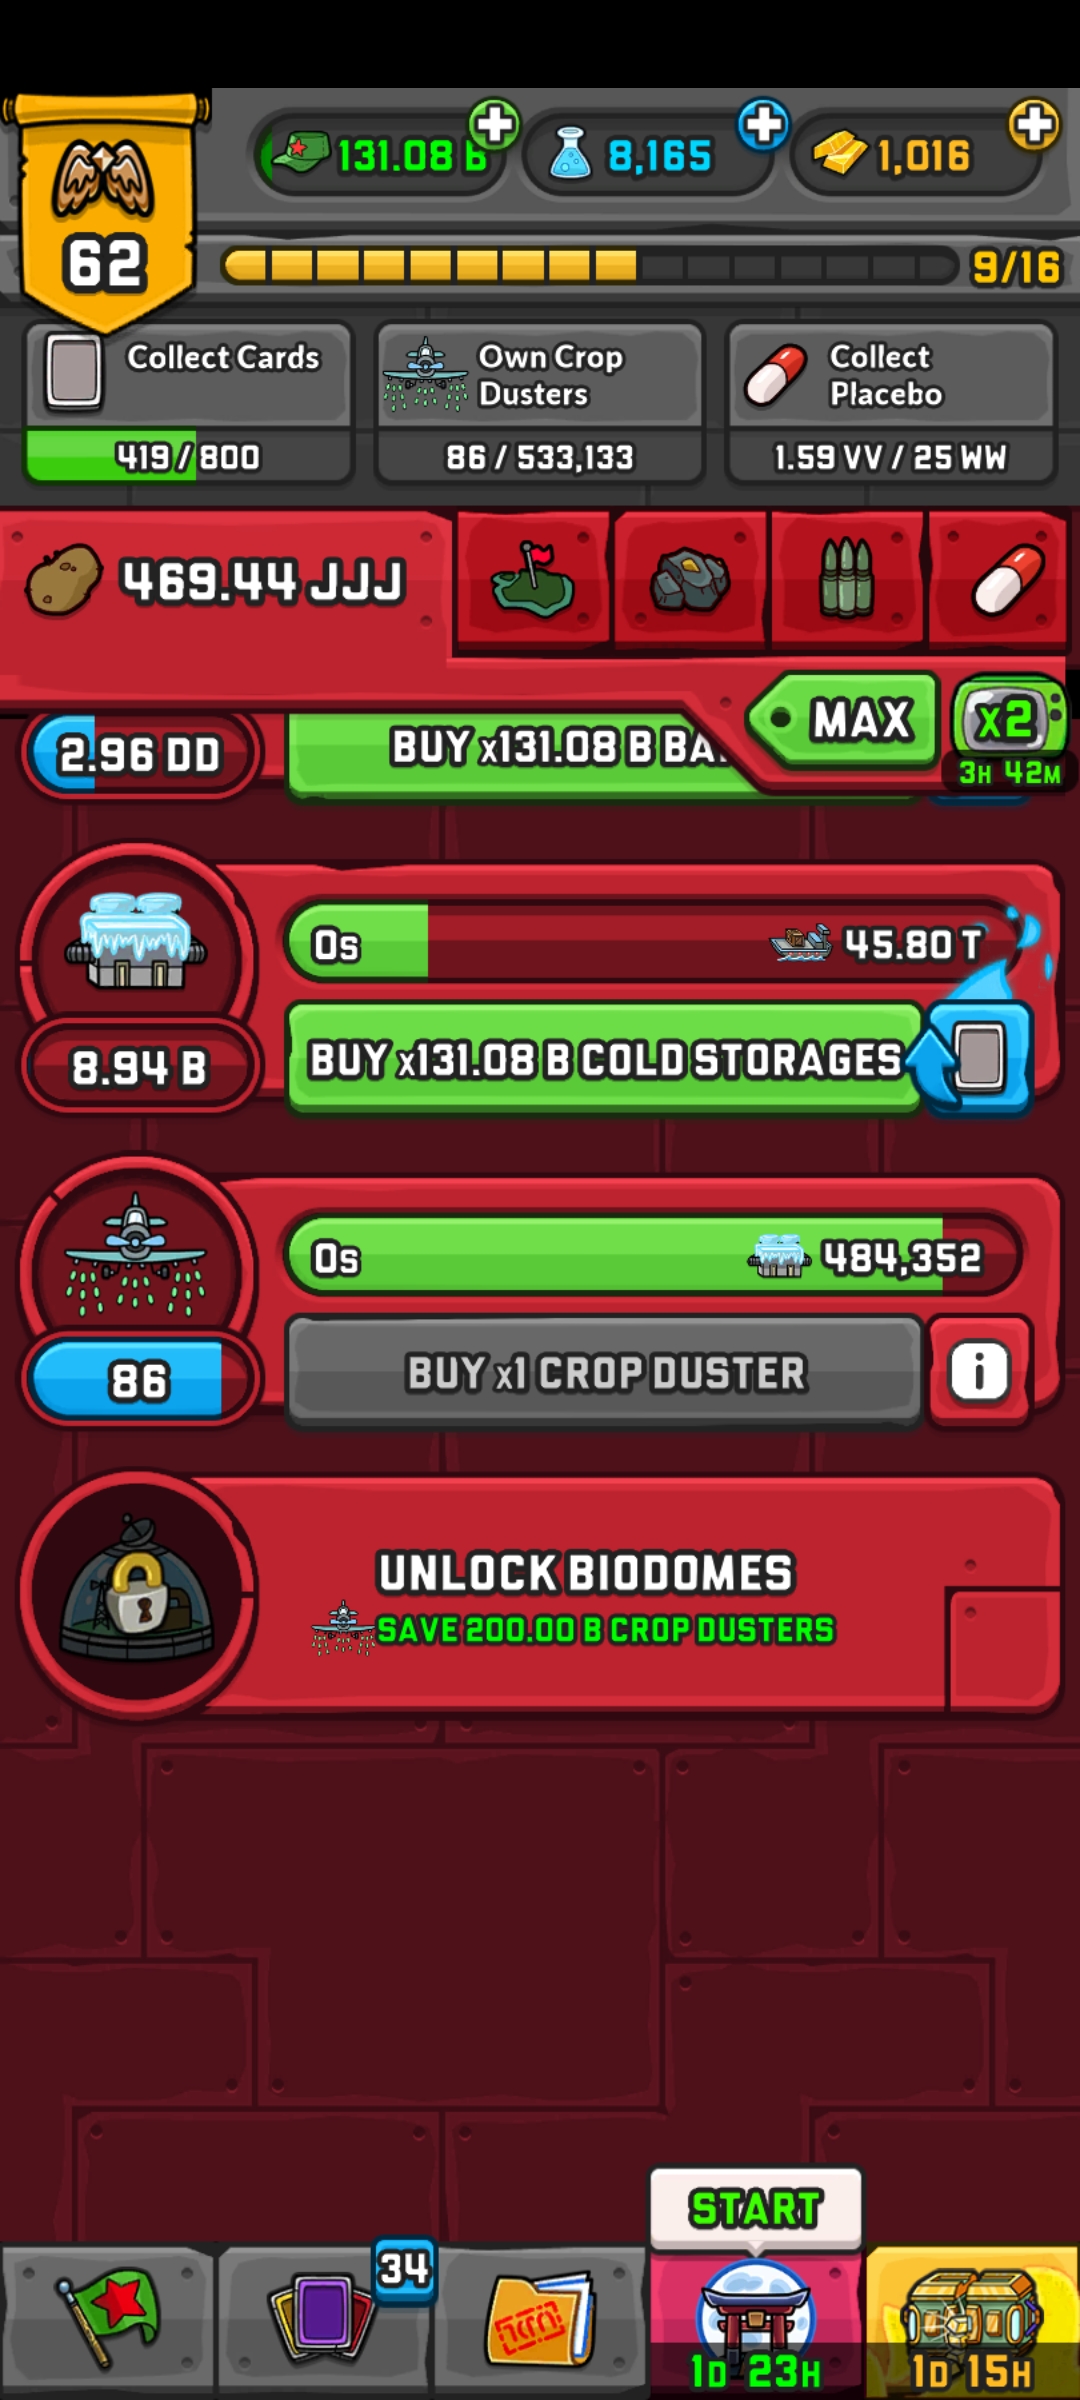 131.08 B
8,165
1,016
62
9/16
Collect Cards
419 / 800
Own Crop
Dusters
86 / 533,133
Collect
Placebo
1.59 VV / 25 WW
469.44 JJJ
MAX
x2
3H 42M
2.96 DD
BUY x131.08 B BA
0s
45.80 T
8.94 B
BUY x131.08 B COLD STORAGES
0s
484,352
86
BUY x1 CROP DUSTER
i
UNLOCK BIODOMES
SAVE 200.00 B CROP DUSTERS
START
34
1D 23H
1D 15H